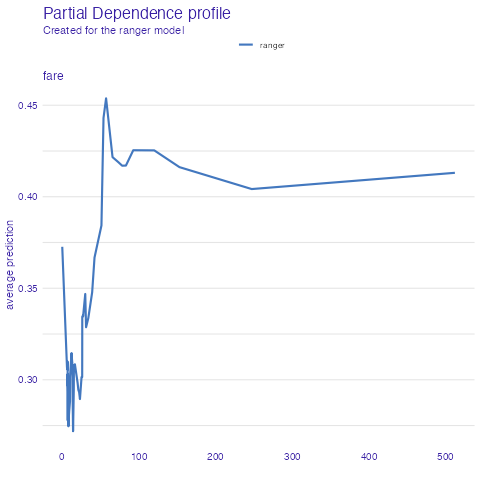 Partial Dependence profile
Created for the ranger model
ranger
fare
0.45
0.40
0.35
0.30
average prediction
0 100 200 300 400 500